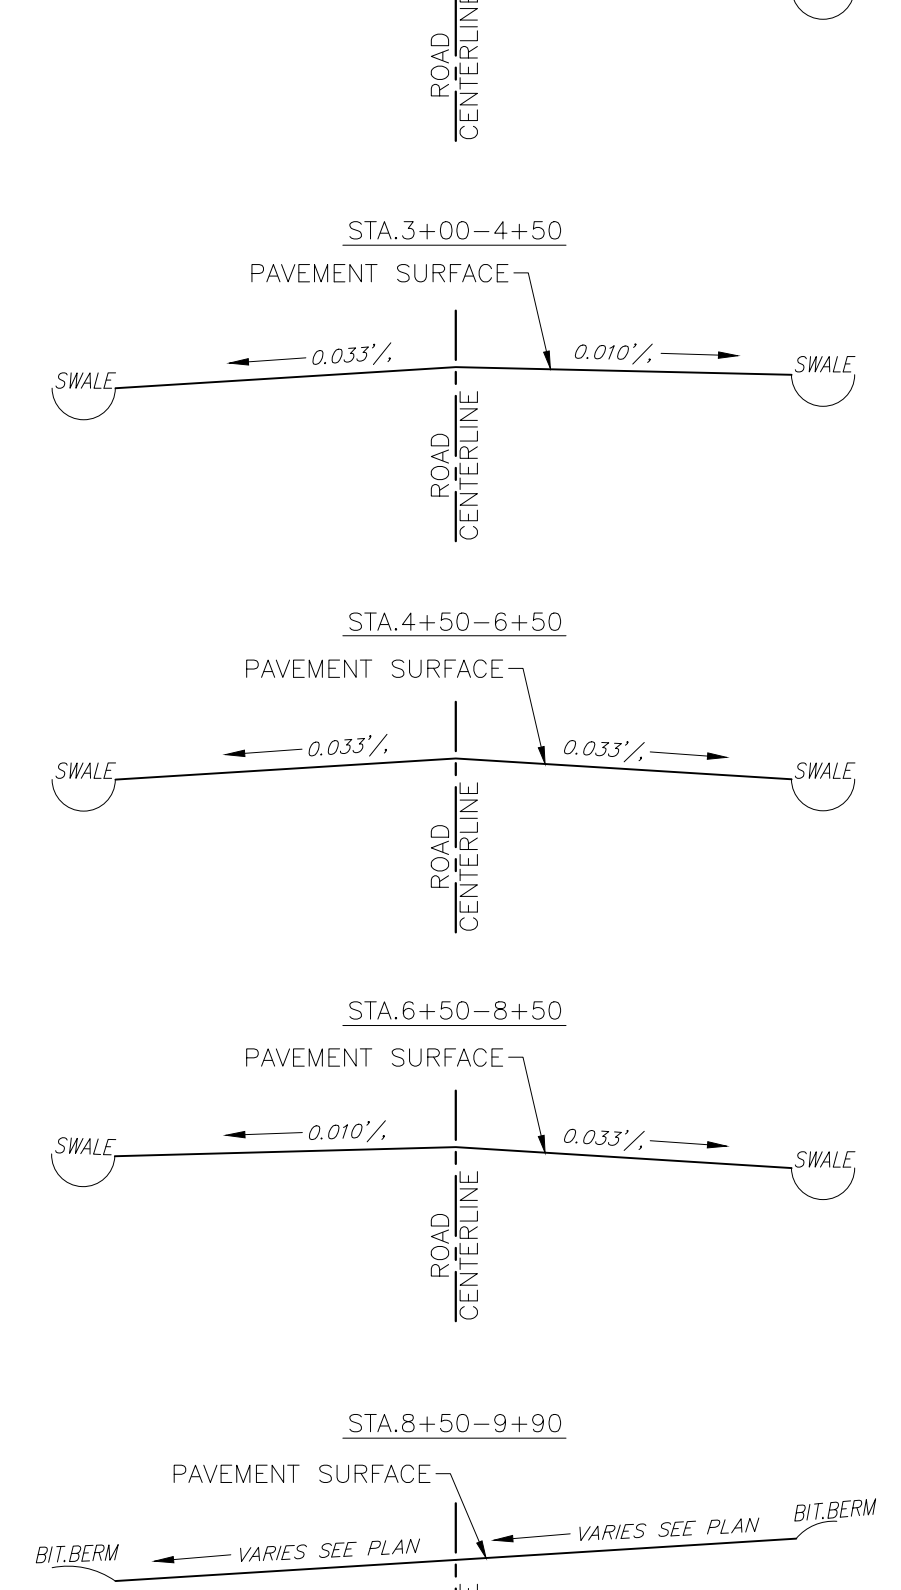 ROAD
CENTERLINE
STA.3+00-4+50
PAVEMENT SURFACE
0.033'/,
0.010'/,
SWALE
SWALE
ROAD
CENTERLINE
STA.4+50-6+50
PAVEMENT SURFACE
0.033'/,
0.033'/,
SWALE
SWALE
ROAD
CENTERLINE
STA.6+50-8+50
PAVEMENT SURFACE
0.010'/,
0.033'/,
SWALE
SWALE
ROAD
CENTERLINE
STA.8+50-9+90
PAVEMENT SURFACE
BIT.BERM
VARIES SEE PLAN
VARIES SEE PLAN
BIT.BERM